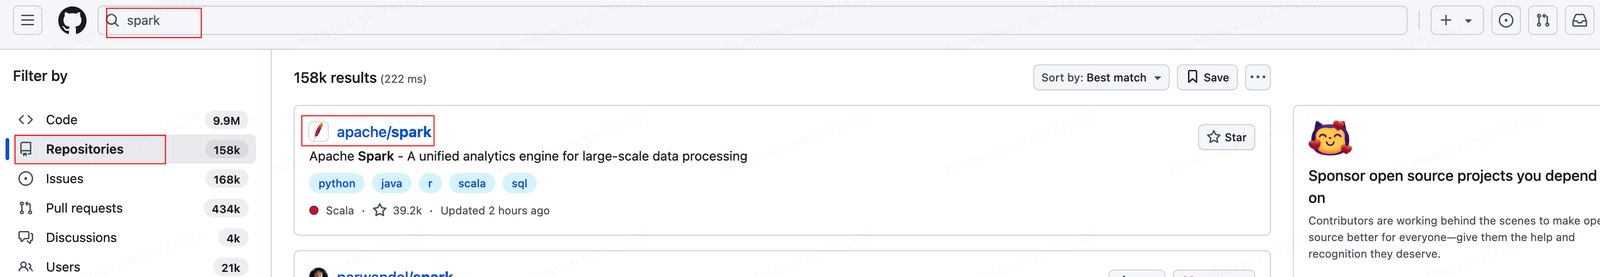 spark
Filter by
Code 9.9M
Repositories 158k
Issues 168k
Pull requests 434k
Discussions 4k
Users 21k
158k results (222 ms)
Sort by: Best match
Save
apache/spark
Star
Apache Spark - A unified analytics engine for large-scale data processing
python java r scala sql
Scala · 39.2k · Updated 2 hours ago
perwendel/spark
Sponsor open source projects you depend
on
Contributors are working behind the scenes to make ope
source better for everyone—give them the help and
recognition they deserve.